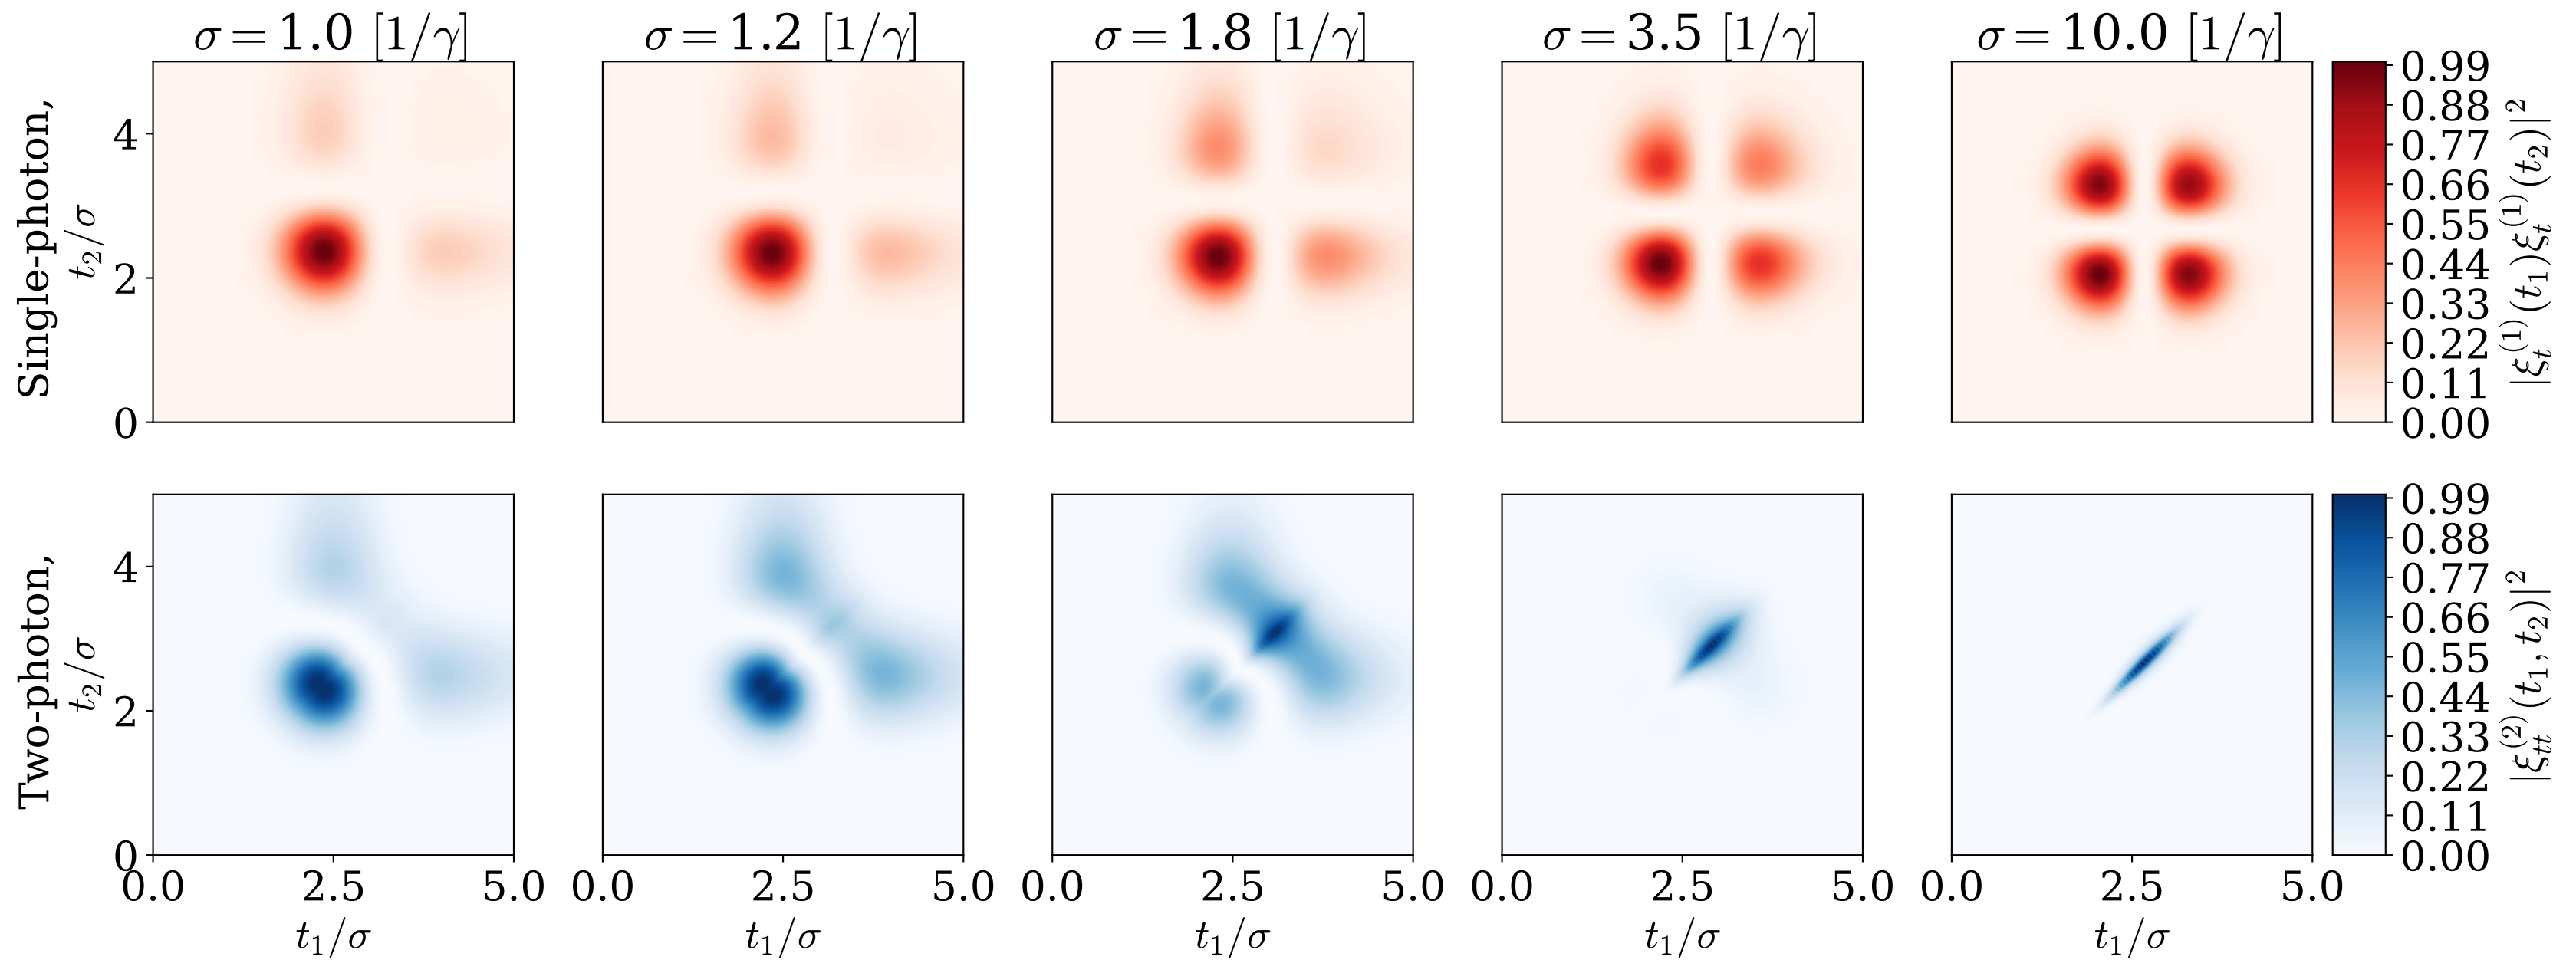 σ = 1.0 [1/γ]
σ = 1.2 [1/γ]
σ = 1.8 [1/γ]
σ = 3.5 [1/γ]
σ = 10.0 [1/γ]
Single-photon,
t₂/σ
4
2
0
0.99
0.88
0.77
0.66
0.55
0.44
0.33
0.22
0.11
0.00
|ξₜ⁽¹⁾(t₁)ξₜ⁽¹⁾(t₂)|²
Two-photon,
t₂/σ
4
2
0
0.99
0.88
0.77
0.66
0.55
0.44
0.33
0.22
0.11
0.00
|ξₜₜ⁽²⁾(t₁, t₂)|²
0.0 2.5 5.0
0.0 2.5 5.0
0.0 2.5 5.0
0.0 2.5 5.0
0.0 2.5 5.0
t₁/σ
t₁/σ
t₁/σ
t₁/σ
t₁/σ